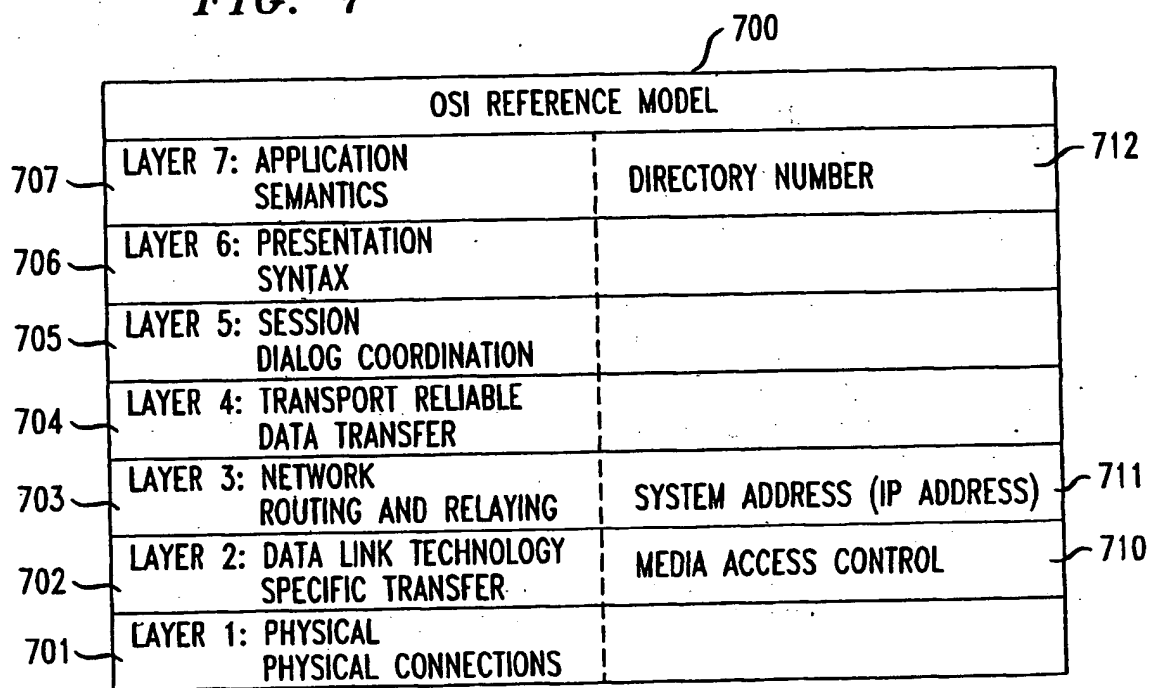 FIG. 7
700
OSI REFERENCE MODEL
707
LAYER 7: APPLICATION
SEMANTICS
DIRECTORY NUMBER
712
706
LAYER 6: PRESENTATION
SYNTAX
705
LAYER 5: SESSION
DIALOG COORDINATION
704
LAYER 4: TRANSPORT RELIABLE
DATA TRANSFER
703
LAYER 3: NETWORK
ROUTING AND RELAYING
SYSTEM ADDRESS (IP ADDRESS)
711
702
LAYER 2: DATA LINK TECHNOLOGY
SPECIFIC TRANSFER
MEDIA ACCESS CONTROL
710
701
LAYER 1: PHYSICAL
PHYSICAL CONNECTIONS